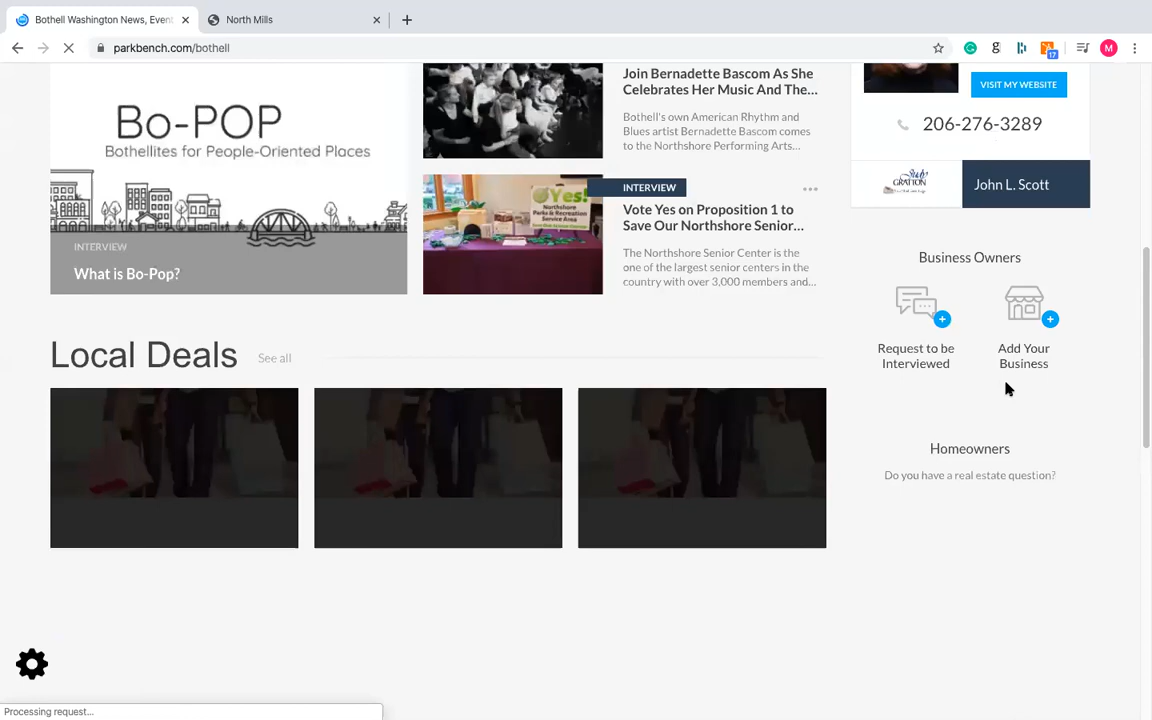 Bothell Washington News, Event
North Mills
parkbench.com/bothell
17
M
Bo-POP
Bothellites for People-Oriented Places
INTERVIEW
What is Bo-Pop?
Join Bernadette Bascom As She
Celebrates Her Music And The...
Bothell's own American Rhythm and
Blues artist Bernadette Bascom comes
to the Northshore Performing Arts...
Yes!
INTERVIEW
Vote Yes on Proposition 1 to
Save Our Northshore Senior...
The Northshore Senior Center is the
one of the largest senior centers in the
country with over 3,000 members and...
VISIT MY WEBSITE
206-276-3289
GRATION
John L. Scott
Business Owners
Request to be
Interviewed
Add Your
Business
Homeowners
Do you have a real estate question?
Local Deals
See all
Processing request...